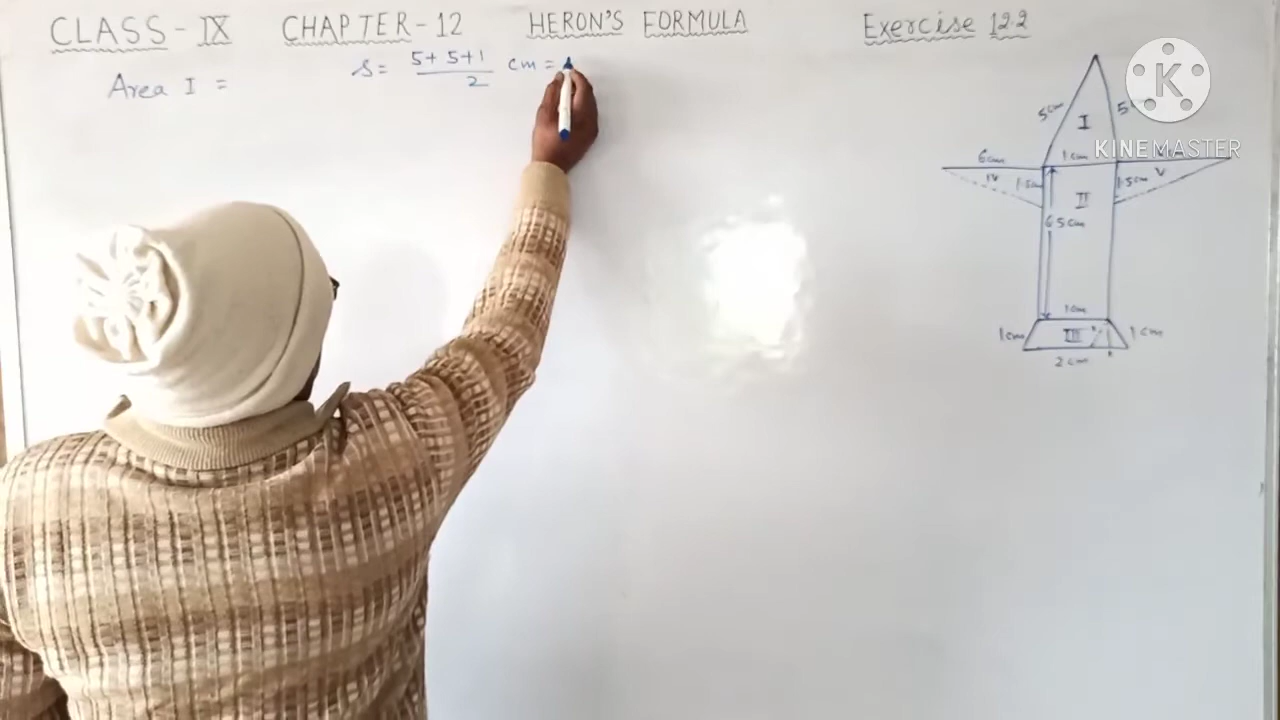 CLASS - IX CHAPTER - 12 HERON'S FORMULA Exercise 12.2
Area I =
s = 5+ 5+1 / 2 cm =
5cm
I
5
K
KINEMASTER
6cm
1cm
IV
1.5cm
1.5cm
V
II
6.5cm
1cm
1cm
III
1cm
2cm